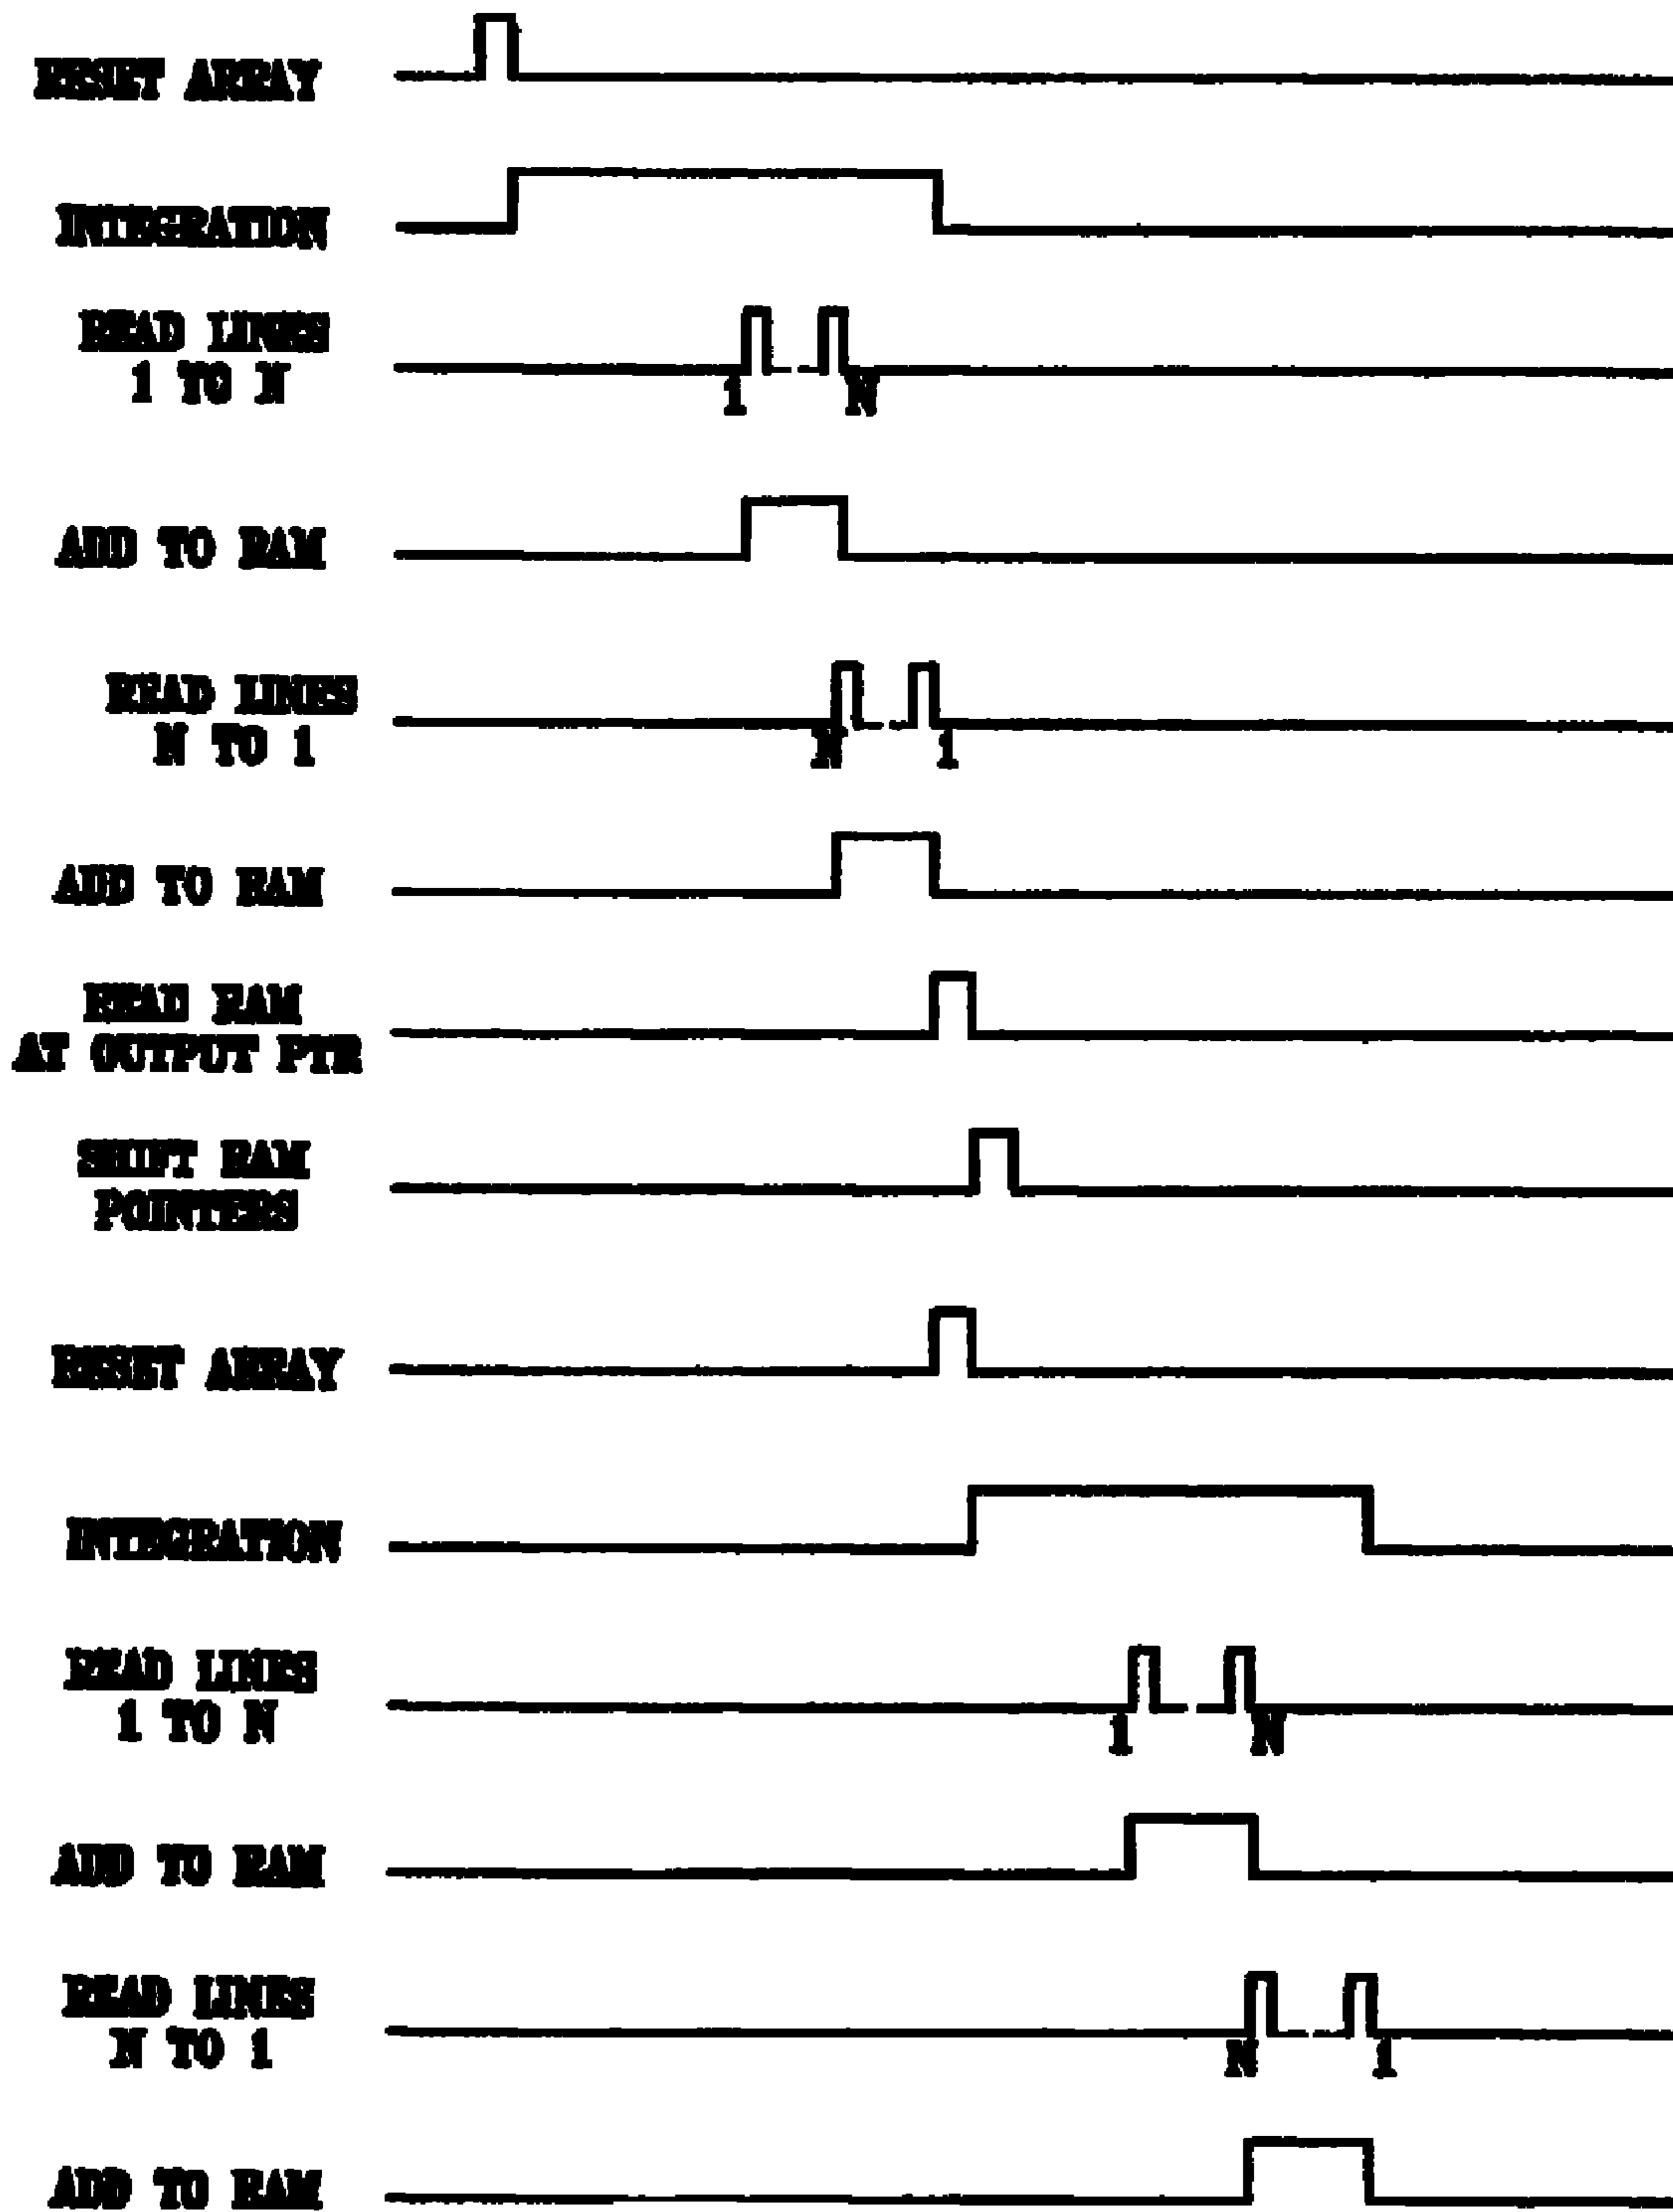 RESET ARRAY
INTEGRATION
READ LINES
1 TO N
1 N
ADD TO RAM
READ LINES
N TO 1
N 1
ADD TO RAM
READ RAM
AT OUTPUT PTR
SHIFT RAM
POINTERS
RESET ARRAY
INTEGRATION
READ LINES
1 TO N
1 N
ADD TO RAM
READ LINES
N TO 1
N 1
ADD TO RAM